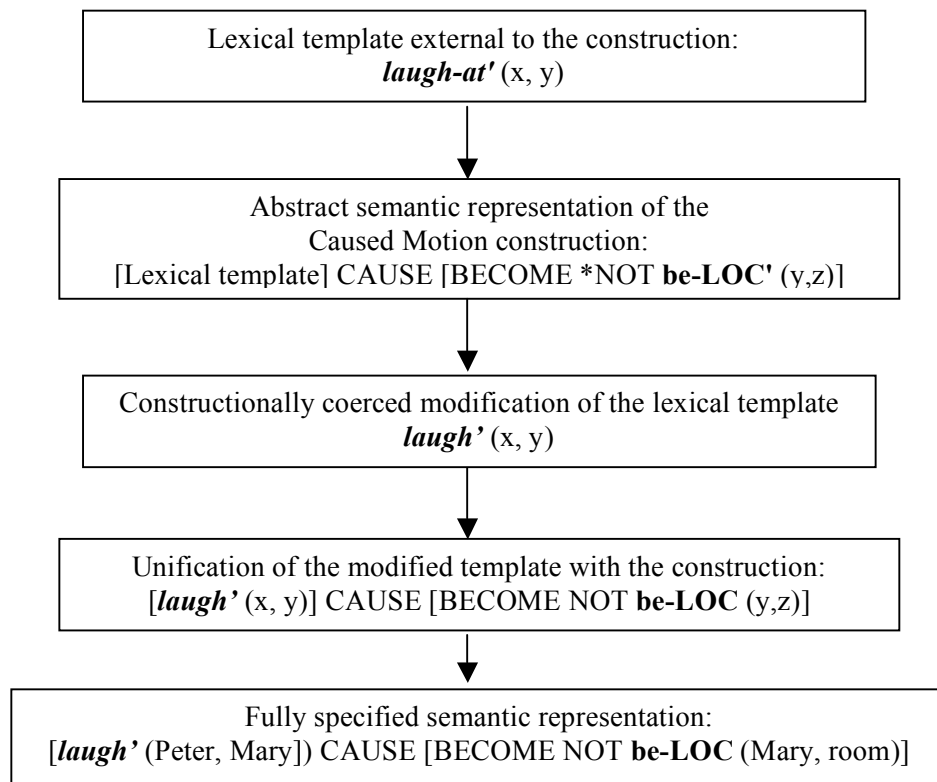 Lexical template external to the construction:
laugh-at' (x, y)
Abstract semantic representation of the
Caused Motion construction:
[Lexical template] CAUSE [BECOME *NOT be-LOC' (y,z)]
Constructionally coerced modification of the lexical template
laugh’ (x, y)
Unification of the modified template with the construction:
[laugh’ (x, y)] CAUSE [BECOME NOT be-LOC (y,z)]
Fully specified semantic representation:
[laugh’ (Peter, Mary]) CAUSE [BECOME NOT be-LOC (Mary, room)]